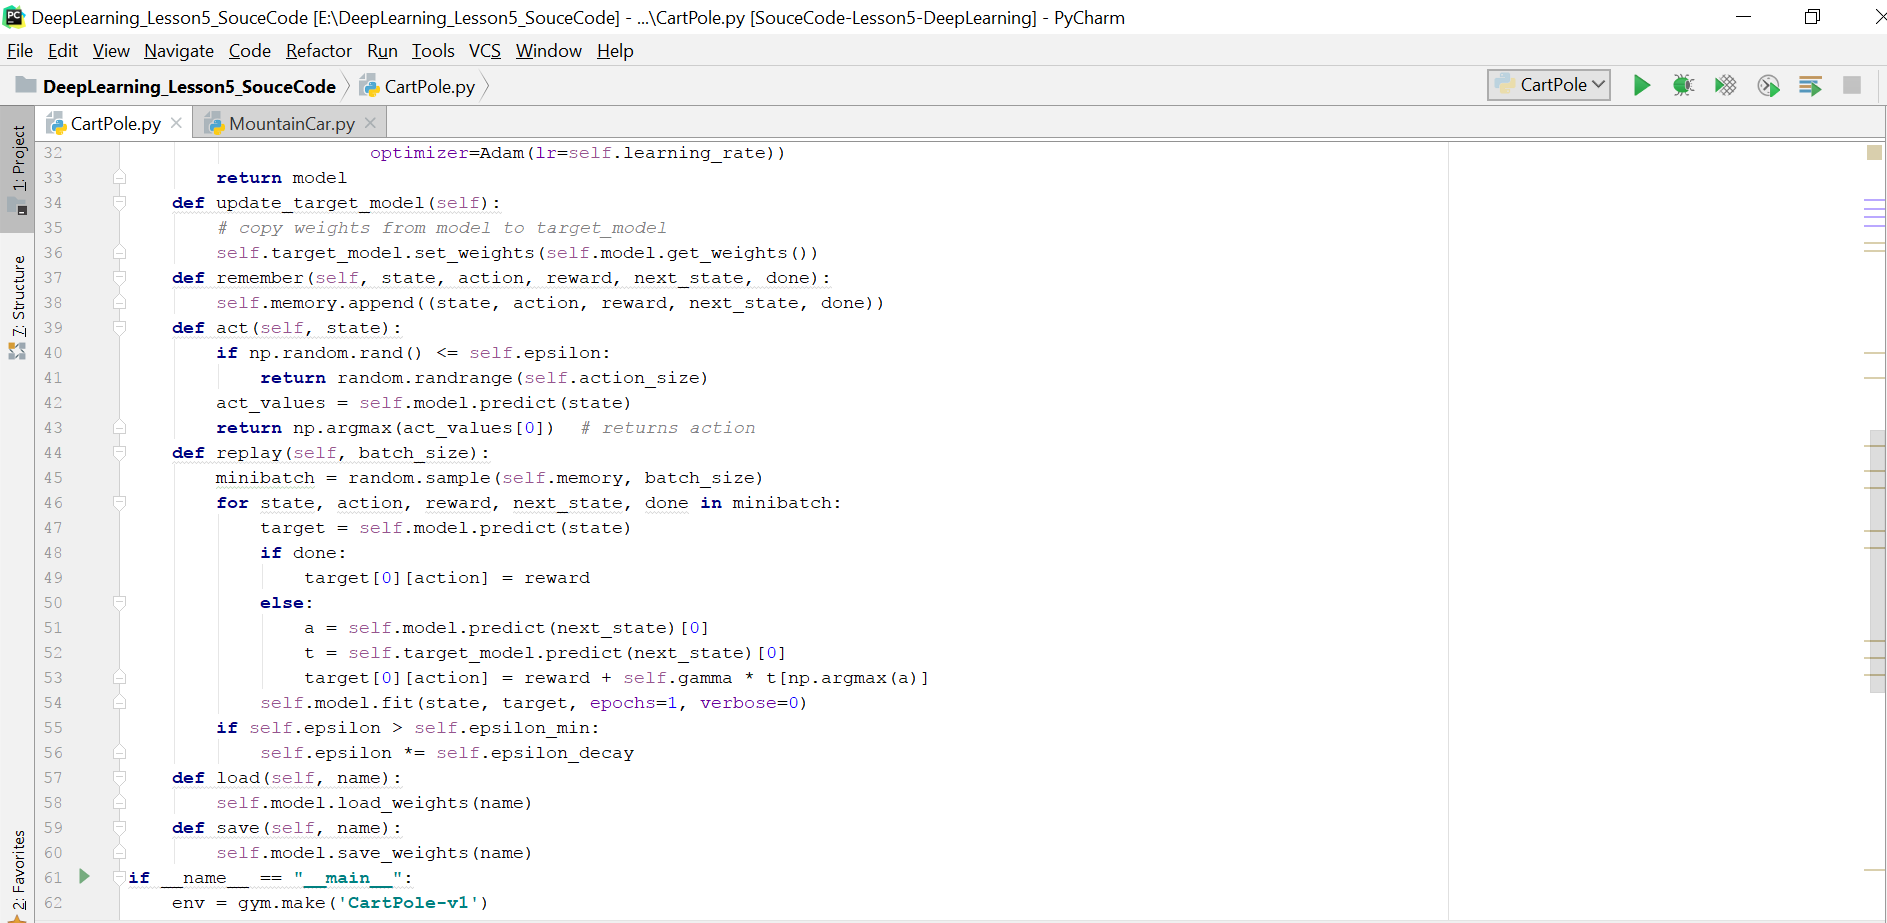 DeepLearning_Lesson5_SouceCode [E:\DeepLearning_Lesson5_SouceCode] - ...\CartPole.py [SouceCode-Lesson5-DeepLearning] - PyCharm
File Edit View Navigate Code Refactor Run Tools VCS Window Help
DeepLearning_Lesson5_SouceCode CartPole.py CartPole
CartPole.py MountainCar.py
1: Project
7: Structure
2: Favorites
32 optimizer=Adam(lr=self.learning_rate))
33 return model
34 def update_target_model(self):
35 # copy weights from model to target_model
36 self.target_model.set_weights(self.model.get_weights())
37 def remember(self, state, action, reward, next_state, done):
38 self.memory.append((state, action, reward, next_state, done))
39 def act(self, state):
40 if np.random.rand() <= self.epsilon:
41 return random.randrange(self.action_size)
42 act_values = self.model.predict(state)
43 return np.argmax(act_values[0])  # returns action
44 def replay(self, batch_size):
45 minibatch = random.sample(self.memory, batch_size)
46 for state, action, reward, next_state, done in minibatch:
47 target = self.model.predict(state)
48 if done:
49 target[0][action] = reward
50 else:
51 a = self.model.predict(next_state)[0]
52 t = self.target_model.predict(next_state)[0]
53 target[0][action] = reward + self.gamma * t[np.argmax(a)]
54 self.model.fit(state, target, epochs=1, verbose=0)
55 if self.epsilon > self.epsilon_min:
56 self.epsilon *= self.epsilon_decay
57 def load(self, name):
58 self.model.load_weights(name)
59 def save(self, name):
60 self.model.save_weights(name)
61 if __name__ == "__main__":
62 env = gym.make('CartPole-v1')